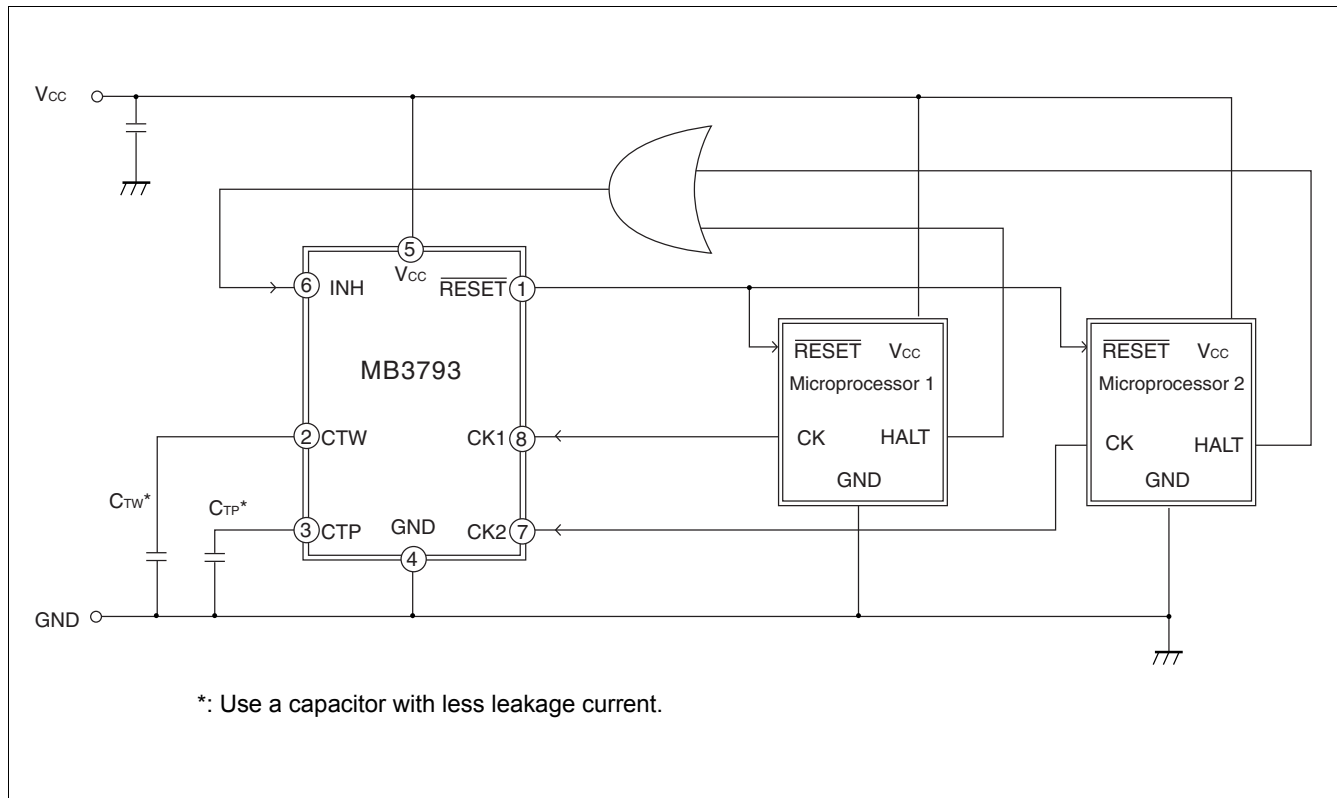 VCC
5
VCC
6 INH
RESET 1
MB3793
2 CTW
CK1 8
CTW*
CTP*
3 CTP
GND
CK2 7
4
GND
RESET VCC
Microprocessor 1
CK HALT
GND
RESET VCC
Microprocessor 2
CK HALT
GND
*: Use a capacitor with less leakage current.